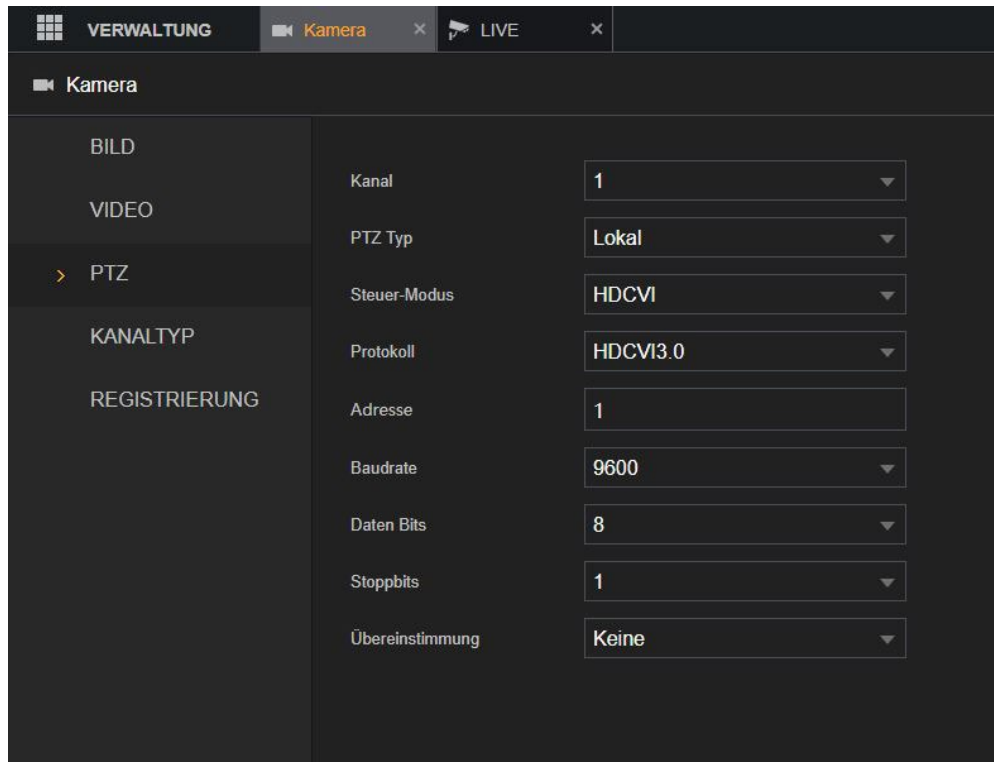 VERWALTUNG Kamera × LIVE ×
Kamera
BILD
VIDEO
PTZ
KANALTYP
REGISTRIERUNG
Kanal 1
PTZ Typ Lokal
Steuer-Modus HDCVI
Protokoll HDCVI3.0
Adresse 1
Baudrate 9600
Daten Bits 8
Stoppbits 1
Übereinstimmung Keine